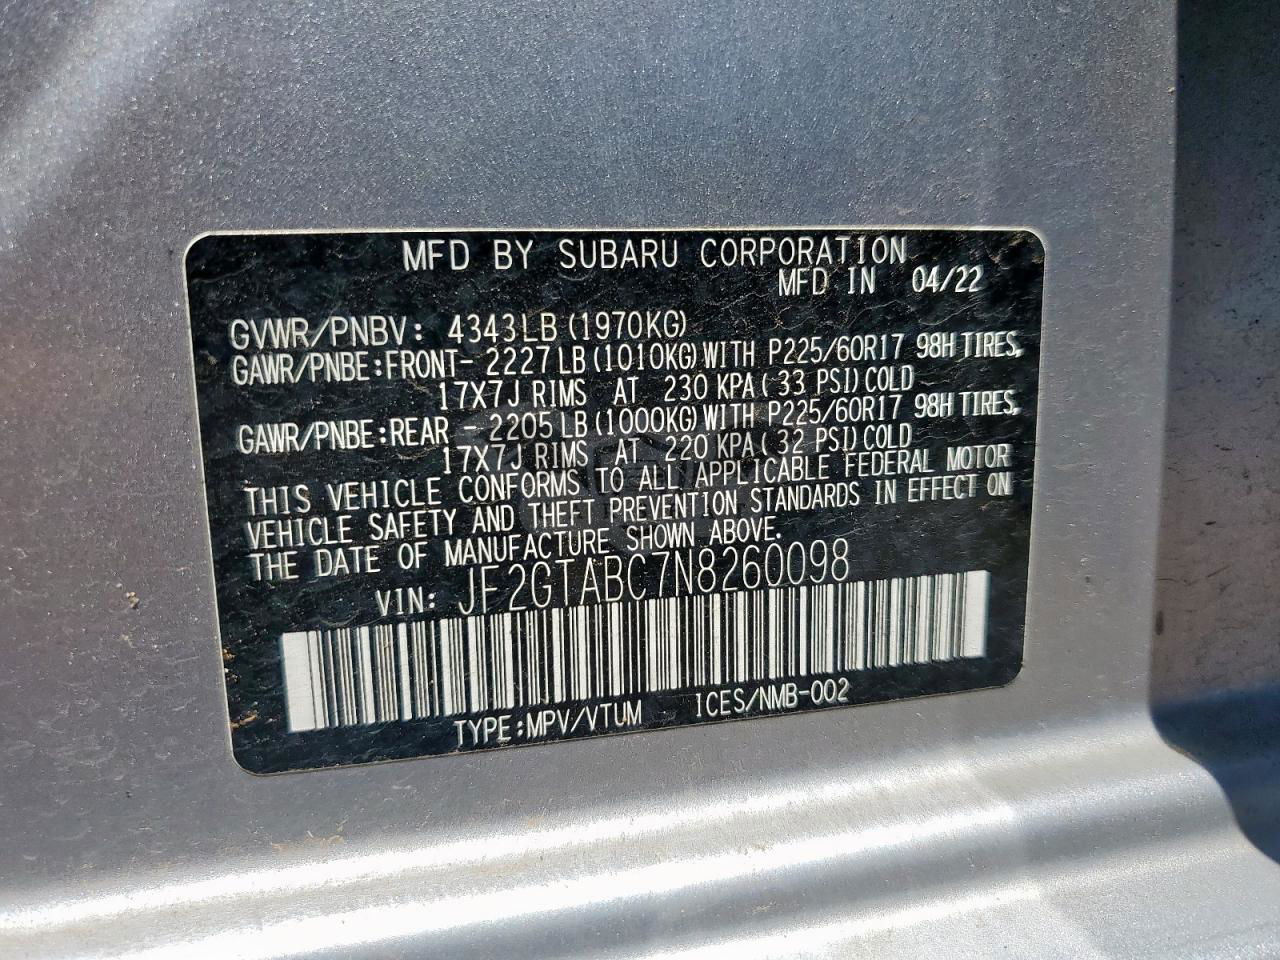 MFD BY SUBARU CORPORATION
MFD IN 04/22
GVWR/PNBV: 4343LB (1970KG)
GAWR/PNBE:FRONT- 2227LB (1010KG) WITH P225/60R17 98H TIRES,
17X7J RIMS AT 230 KPA ( 33 PSI) COLD
GAWR/PNBE:REAR - 2205LB (1000KG) WITH P225/60R17 98H TIRES,
17X7J RIMS AT 220 KPA ( 32 PSI) COLD
THIS VEHICLE CONFORMS TO ALL APPLICABLE FEDERAL MOTOR
VEHICLE SAFETY AND THEFT PREVENTION STANDARDS IN EFFECT ON
THE DATE OF MANUFACTURE SHOWN ABOVE.
VIN: JF2GTABC7N8260098
TYPE:MPV/VTUM ICES/NMB-002